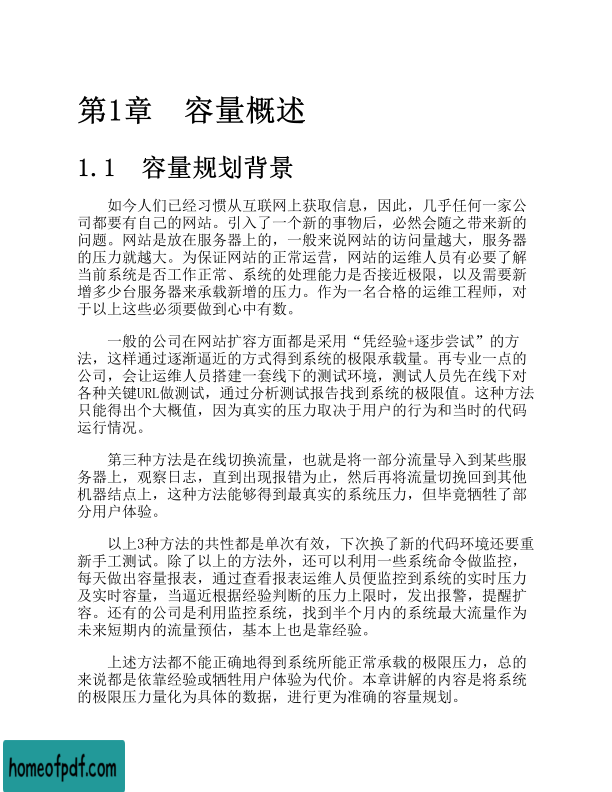 第1章　容量概述
1.1　容量规划背景
如今人们已经习惯从互联网上获取信息，因此，几乎任何一家公
司都要有自己的网站。引入了一个新的事物后，必然会随之带来新的
问题。网站是放在服务器上的，一般来说网站的访问量越大，服务器
的压力就越大。为保证网站的正常运营，网站的运维人员有必要了解
当前系统是否工作正常、系统的处理能力是否接近极限，以及需要新
增多少台服务器来承载新增的压力。作为一名合格的运维工程师，对
于以上这些必须要做到心中有数。
一般的公司在网站扩容方面都是采用“凭经验+逐步尝试”的方
法，这样通过逐渐逼近的方式得到系统的极限承载量。再专业一点的
公司，会让运维人员搭建一套线下的测试环境，测试人员先在线下对
各种关键URL做测试，通过分析测试报告找到系统的极限值。这种方法
只能得出个大概值，因为真实的压力取决于用户的行为和当时的代码
运行情况。
第三种方法是在线切换流量，也就是将一部分流量导入到某些服
务器上，观察日志，直到出现报错为止，然后再将流量切挽回到其他
机器结点上，这种方法能够得到最真实的系统压力，但毕竟牺牲了部
分用户体验。
以上3种方法的共性都是单次有效，下次换了新的代码环境还要重
新手工测试。除了以上的方法外，还可以利用一些系统命令做监控，
每天做出容量报表，通过查看报表运维人员便监控到系统的实时压力
及实时容量，当逼近根据经验判断的压力上限时，发出报警，提醒扩
容。还有的公司是利用监控系统，找到半个月内的系统最大流量作为
未来短期内的流量预估，基本上也是靠经验。
上述方法都不能正确地得到系统所能正常承载的极限压力，总的
来说都是依靠经验或牺牲用户体验为代价。本章讲解的内容是将系统
的极限压力量化为具体的数据，进行更为准确的容量规划。
homeofpdf.com